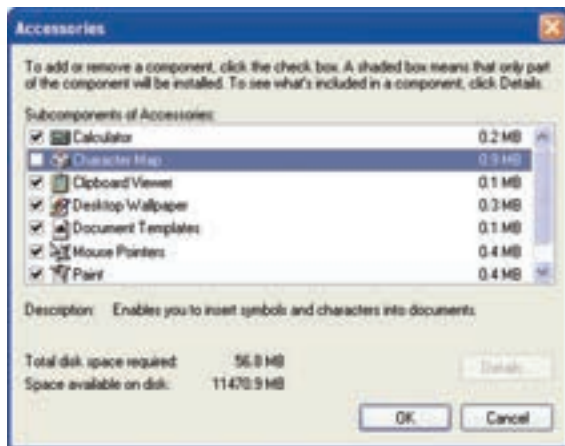 Accessories
To add or remove a component, click the check box. A shaded box means that only part
of the component will be installed. To see what's included in a component, click Details.
Subcomponents of Accessories:
Calculator 0.2 MB
Character Map 0.9 MB
Clipboard Viewer 0.1 MB
Desktop Wallpaper 0.3 MB
Document Templates 0.1 MB
Mouse Pointers 0.4 MB
Paint 0.4 MB
Description: Enables you to insert symbols and characters into documents.
Total disk space required: 56.8 MB
Space available on disk: 11470.9 MB
Details...
OK Cancel